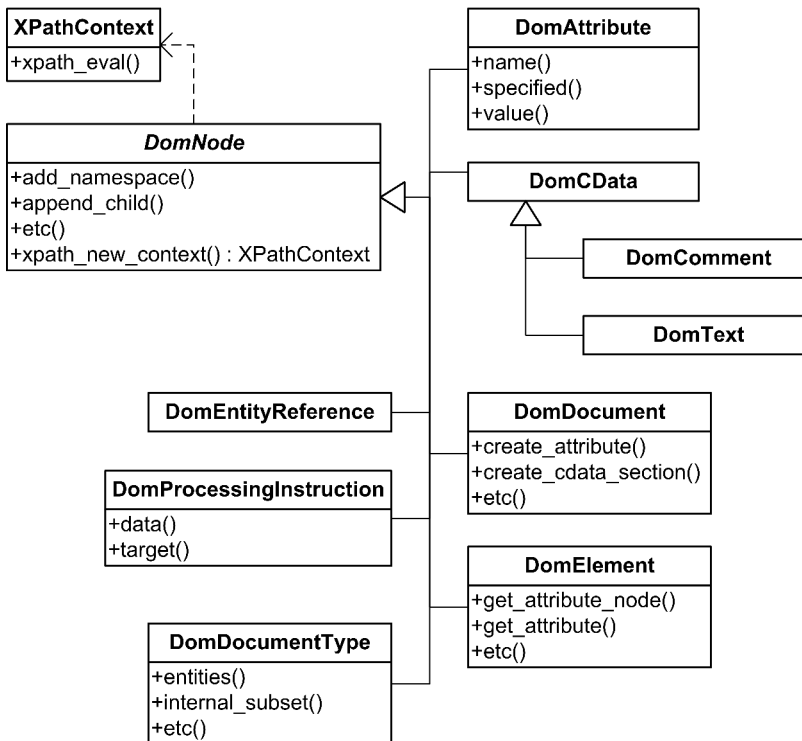 XPathContext
+xpath_eval()
DomNode
+add_namespace()
+append_child()
+etc()
+xpath_new_context() : XPathContext
DomAttribute
+name()
+specified()
+value()
DomCData
DomComment
DomText
DomEntityReference
DomDocument
+create_attribute()
+create_cdata_section()
+etc()
DomProcessingInstruction
+data()
+target()
DomElement
+get_attribute_node()
+get_attribute()
+etc()
DomDocumentType
+entities()
+internal_subset()
+etc()